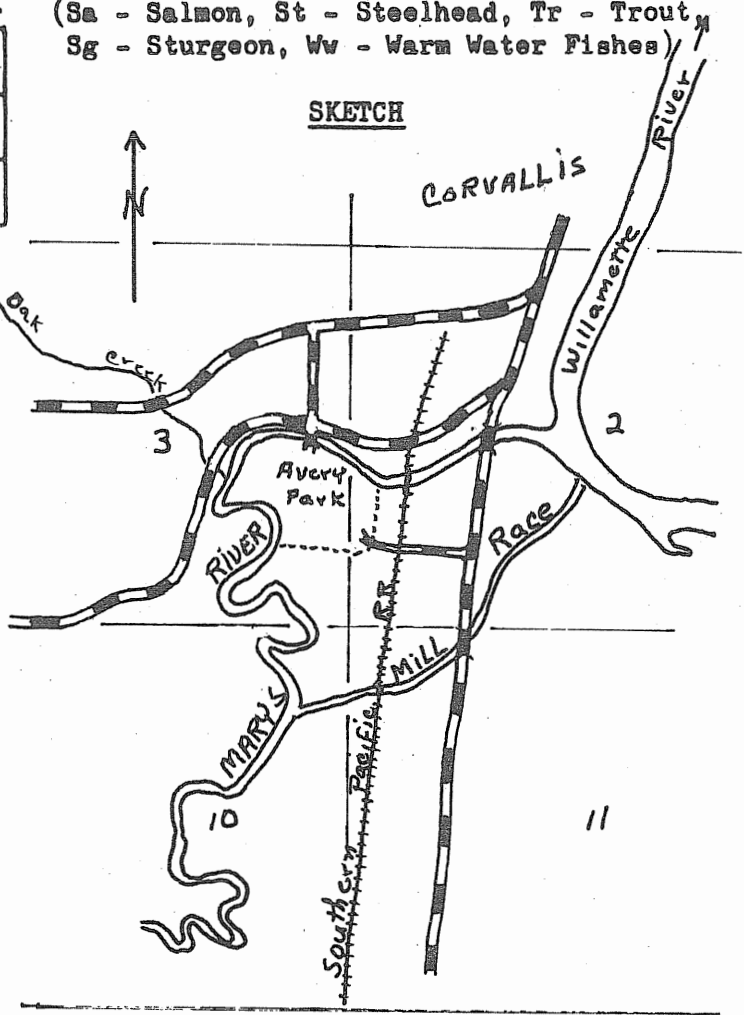 (Sa - Salmon, St - Steelhead, Tr - Trout,
Sg - Sturgeon, Ww - Warm Water Fishes)
SKETCH
N
CORVALLIS
River
Willamette
Oak
Creek
3
2
Avery
Park
RIVER
Race
R.R.
MILL
MARYS
Pacific
10
11
Southern